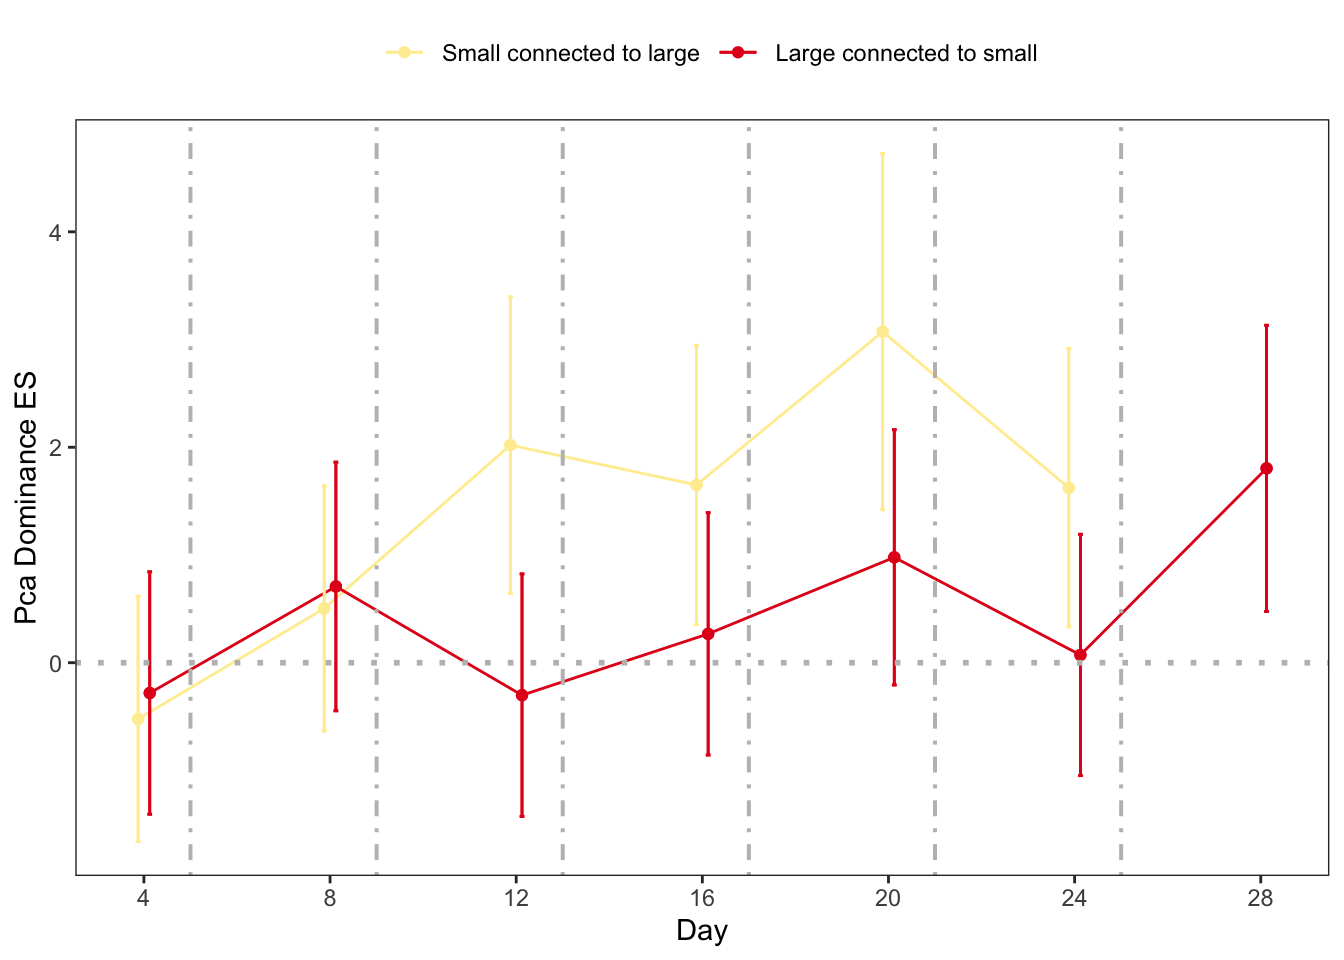 Small connected to large Large connected to small
Pca Dominance ES
4
2
0
4 8 12 16 20 24 28
Day